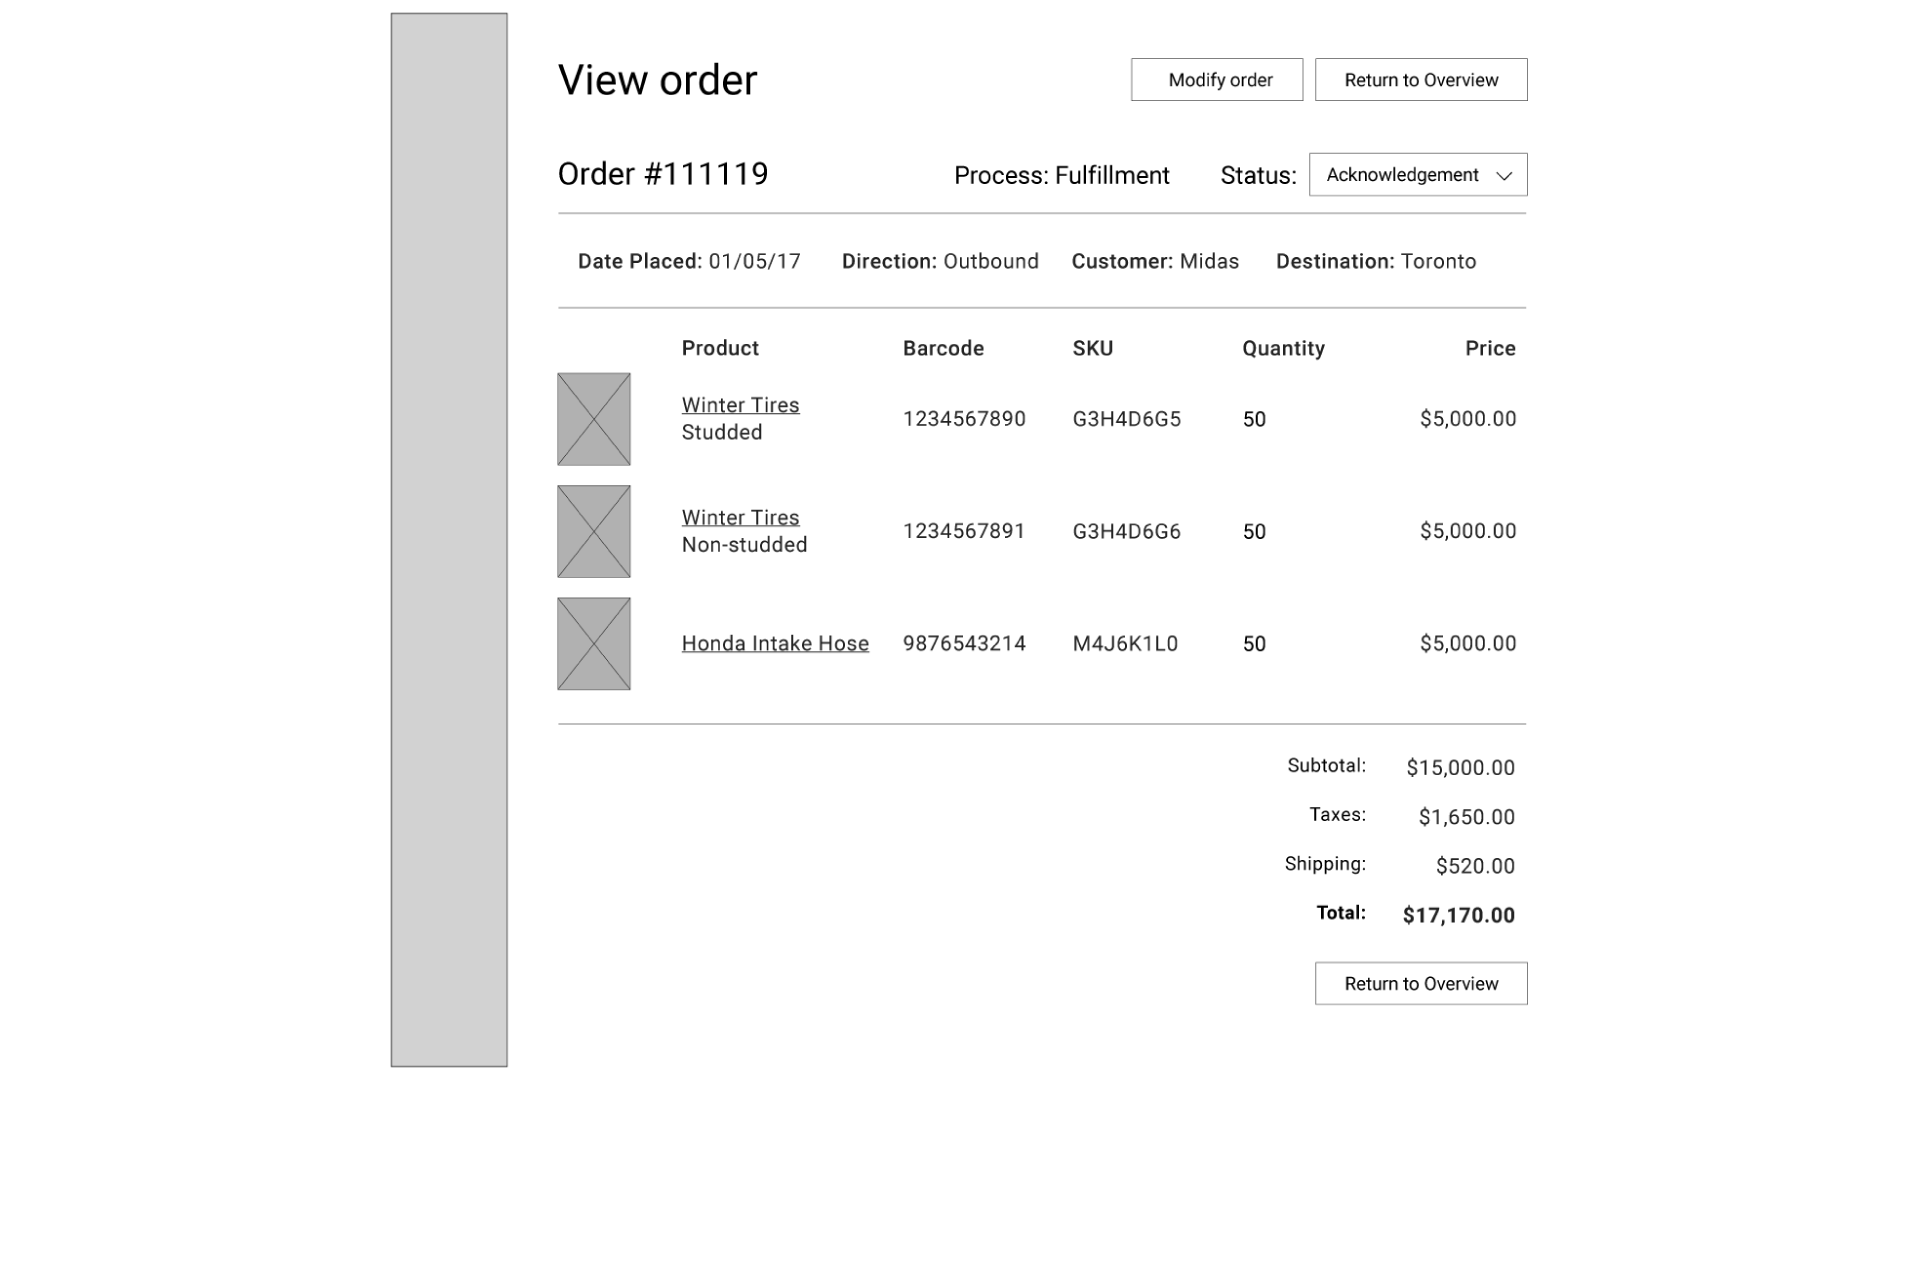 View order
Modify order
Return to Overview
Order #111119
Process: Fulfillment
Status:
Acknowledgement
Date Placed: 01/05/17
Direction: Outbound
Customer: Midas
Destination: Toronto
Product
Barcode
SKU
Quantity
Price
Winter Tires
Studded
1234567890
G3H4D6G5
50
$5,000.00
Winter Tires
Non-studded
1234567891
G3H4D6G6
50
$5,000.00
Honda Intake Hose
9876543214
M4J6K1L0
50
$5,000.00
Subtotal: $15,000.00
Taxes: $1,650.00
Shipping: $520.00
Total: $17,170.00
Return to Overview